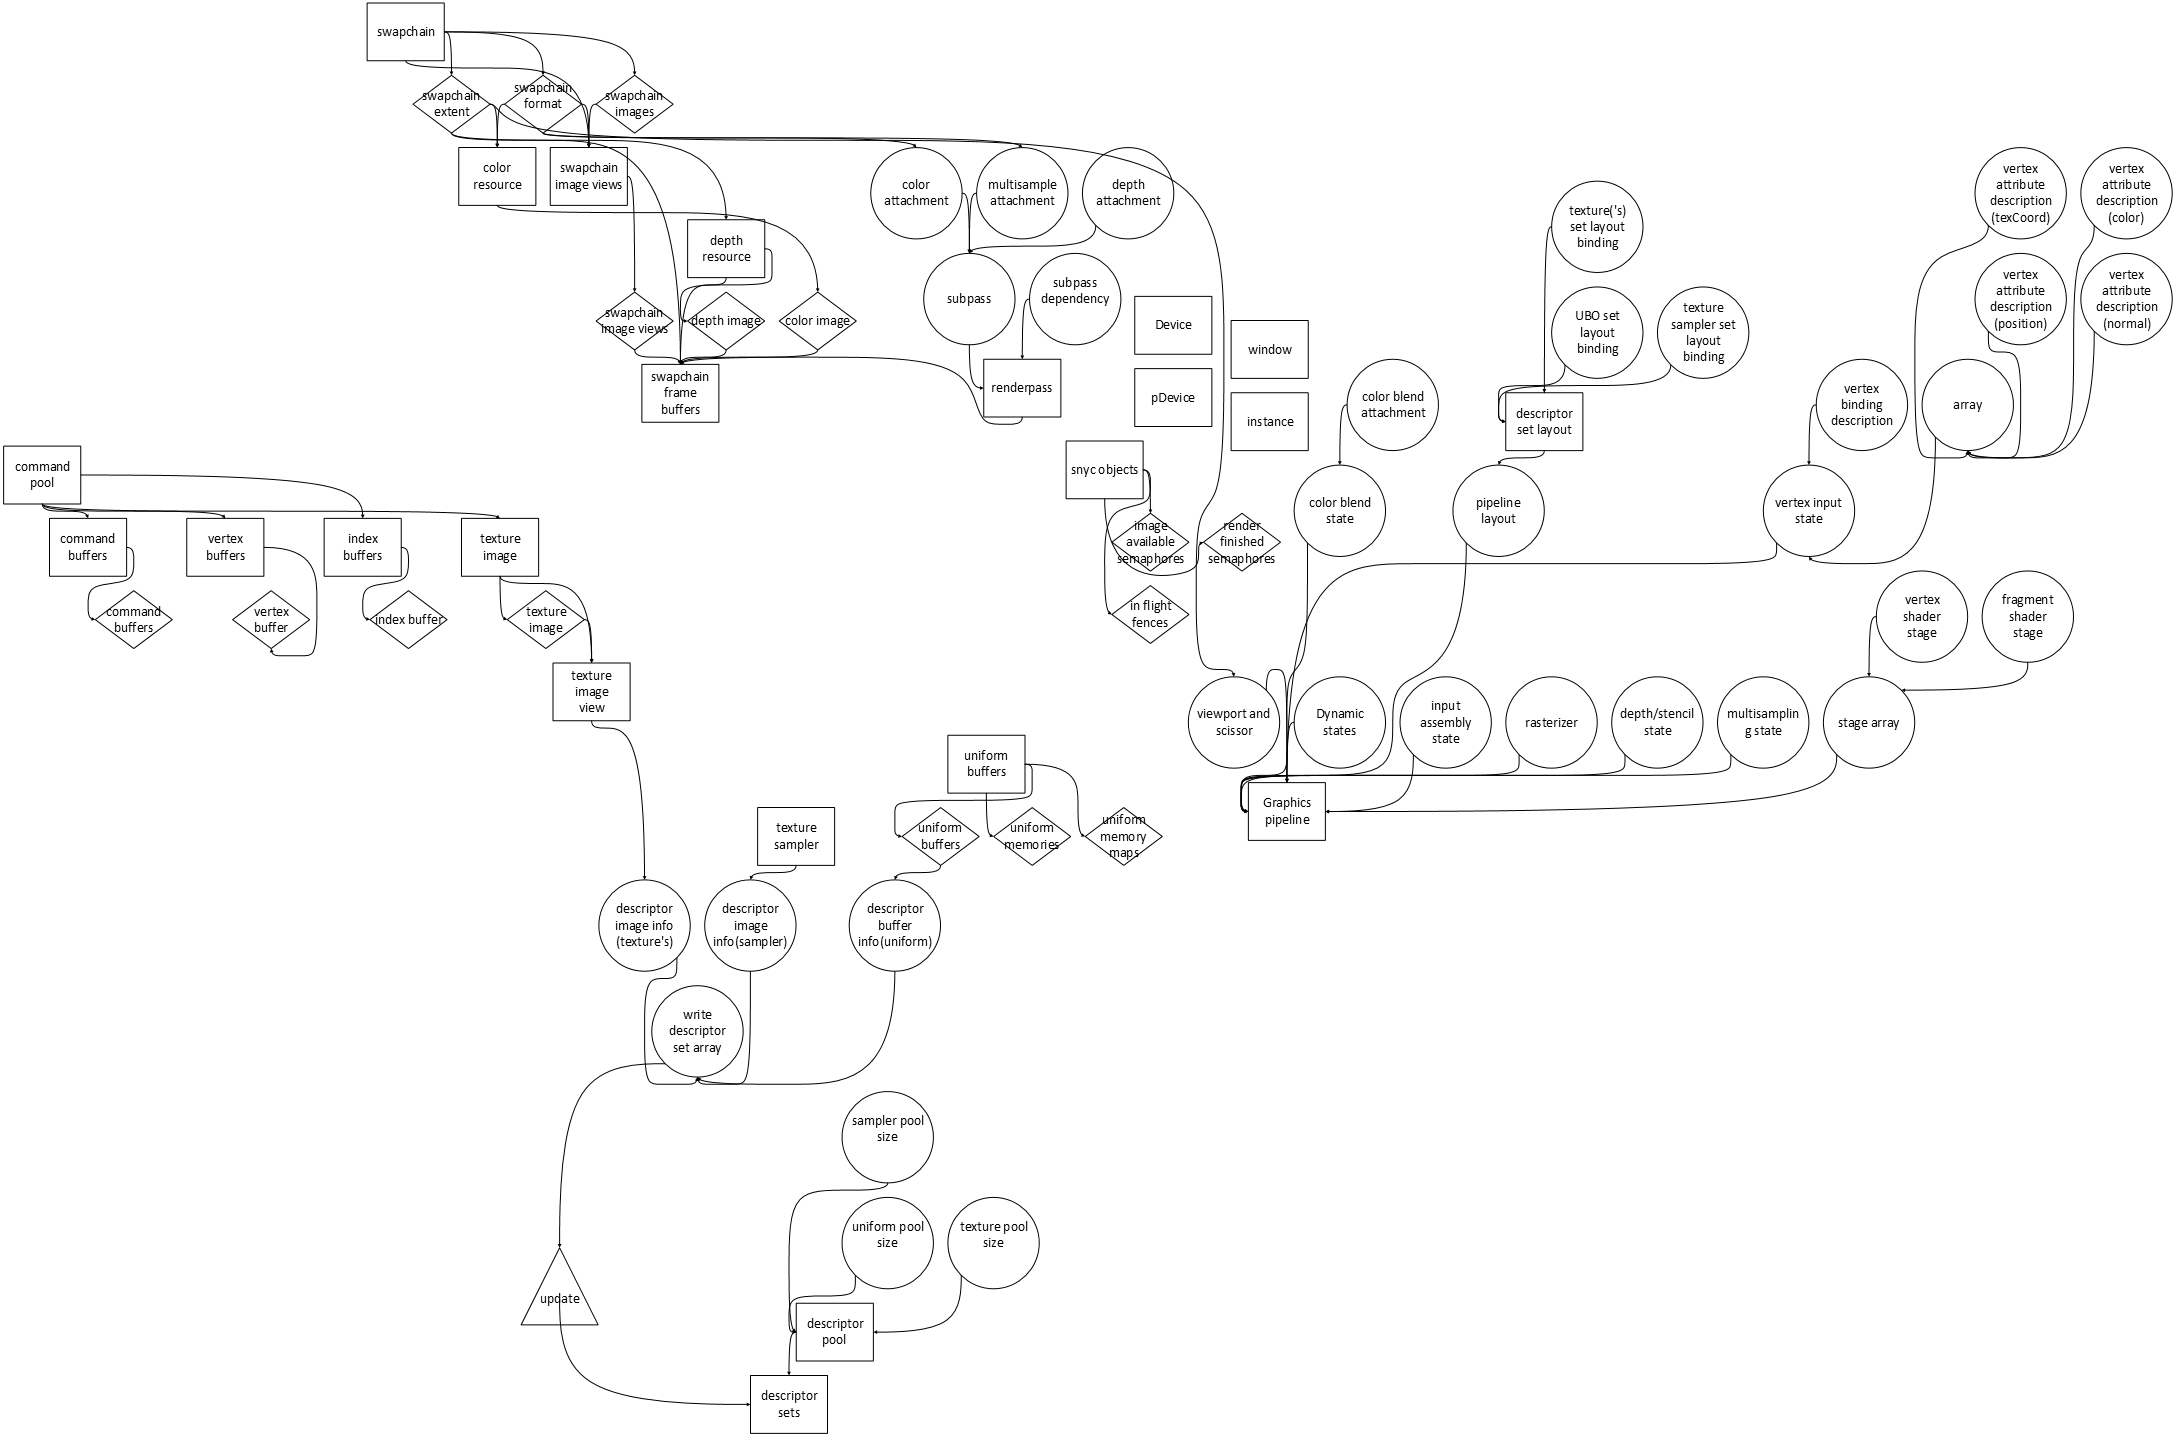 swapchain
swapchain
extent
swapchain
format
swapchain
images
color
resource
swapchain
image views
color
attachment
multisample
attachment
depth
attachment
vertex
attribute
description
(texCoord)
vertex
attribute
description
(color)
texture('s)
set layout
binding
depth
resource
subpass
subpass
dependency
vertex
attribute
description
(position)
vertex
attribute
description
(normal)
swapchain
image views
depth image
color image
Device
window
UBO set
layout
binding
texture
sampler set
layout
binding
swapchain
frame
buffers
renderpass
pDevice
instance
color blend
attachment
descriptor
set layout
vertex
binding
description
array
command
pool
snyc objects
color blend
state
pipeline
layout
vertex input
state
command
buffers
vertex
buffers
index
buffers
texture
image
image
available
semaphores
render
finished
semaphores
command
buffers
vertex
buffer
index buffer
texture
image
in flight
fences
vertex
shader
stage
fragment
shader
stage
texture
image
view
viewport and
scissor
Dynamic
states
input
assembly
state
rasterizer
depth/stencil
state
multisamplin
g state
stage array
uniform
buffers
Graphics
pipeline
texture
sampler
uniform
buffers
uniform
memories
uniform
memory
maps
descriptor
image info
(texture's)
descriptor
image
info(sampler)
descriptor
buffer
info(uniform)
write
descriptor
set array
sampler pool
size
uniform pool
size
texture pool
size
update
descriptor
pool
descriptor
sets